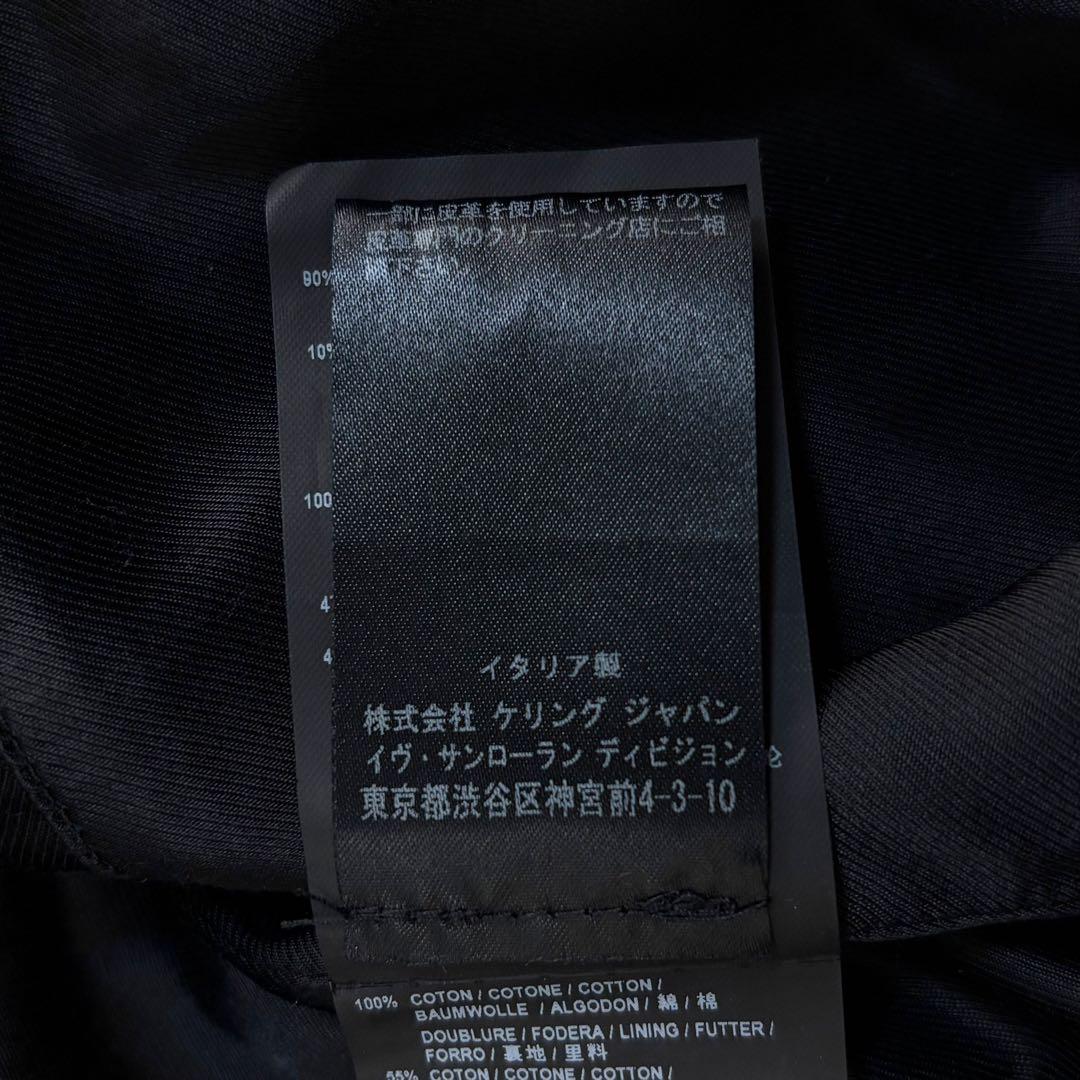 一部に皮革を使用していますので
門のクリーニング店にご相
下さい。
90%
10%
100
4
イタリア製
株式会社 ケリング ジャパン
イヴ・サンローラン ディビジョン
東京都渋谷区神宮前4-3-10
100% COTON / COTONE / COTTON /
BAUMWOLLE / ALGODON / 綿 / 棉
DOUBLURE / FODERA / LINING / FUTTER /
FORRO / 裏地 / 里料
55% COTON / COTONE / COTTON /